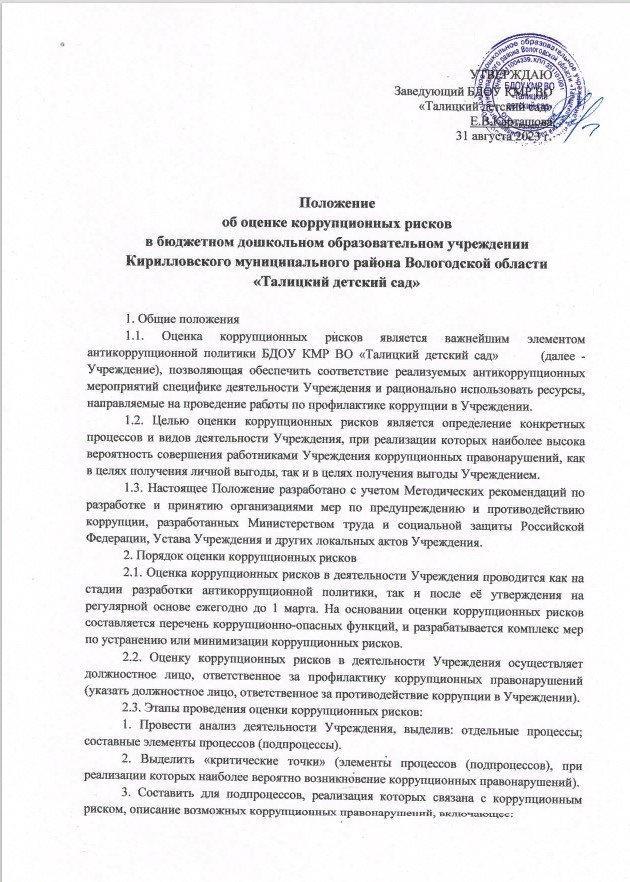 УТВЕРЖДАЮ
Заведующий БДОУ КМР ВО
«Талицкий детский сад»
Е.В.Карташова
31 августа 2023 г.
Положение
об оценке коррупционных рисков
в бюджетном дошкольном образовательном учреждении
Кирилловского муниципального района Вологодской области
«Талицкий детский сад»
1. Общие положения
1.1. Оценка коррупционных рисков является важнейшим элементом
антикоррупционной политики БДОУ КМР ВО «Талицкий детский сад» (далее -
Учреждение), позволяющая обеспечить соответствие реализуемых антикоррупционных
мероприятий специфике деятельности Учреждения и рационально использовать ресурсы,
направляемые на проведение работы по профилактике коррупции в Учреждении.
1.2. Целью оценки коррупционных рисков является определение конкретных
процессов и видов деятельности Учреждения, при реализации которых наиболее высока
вероятность совершения работниками Учреждения коррупционных правонарушений, как
в целях получения личной выгоды, так и в целях получения выгоды Учреждением.
1.3. Настоящее Положение разработано с учетом Методических рекомендаций по
разработке и принятию организациями мер по предупреждению и противодействию
коррупции, разработанных Министерством труда и социальной защиты Российской
Федерации, Устава Учреждения и других локальных актов Учреждения.
2. Порядок оценки коррупционных рисков
2.1. Оценка коррупционных рисков в деятельности Учреждения проводится как на
стадии разработки антикоррупционной политики, так и после её утверждения на
регулярной основе ежегодно до 1 марта. На основании оценки коррупционных рисков
составляется перечень коррупционно-опасных функций, и разрабатывается комплекс мер
по устранению или минимизации коррупционных рисков.
2.2. Оценку коррупционных рисков в деятельности Учреждения осуществляет
должностное лицо, ответственное за профилактику коррупционных правонарушений
(указать должностное лицо, ответственное за противодействие коррупции в Учреждении).
2.3. Этапы проведения оценки коррупционных рисков:
1. Провести анализ деятельности Учреждения, выделив: отдельные процессы;
составные элементы процессов (подпроцессы).
2. Выделить «критические точки» (элементы процессов (подпроцессов), при
реализации которых наиболее вероятно возникновение коррупционных правонарушений).
3. Составить для подпроцессов, реализация которых связана с коррупционным
риском, описание возможных коррупционных правонарушений, включающее: